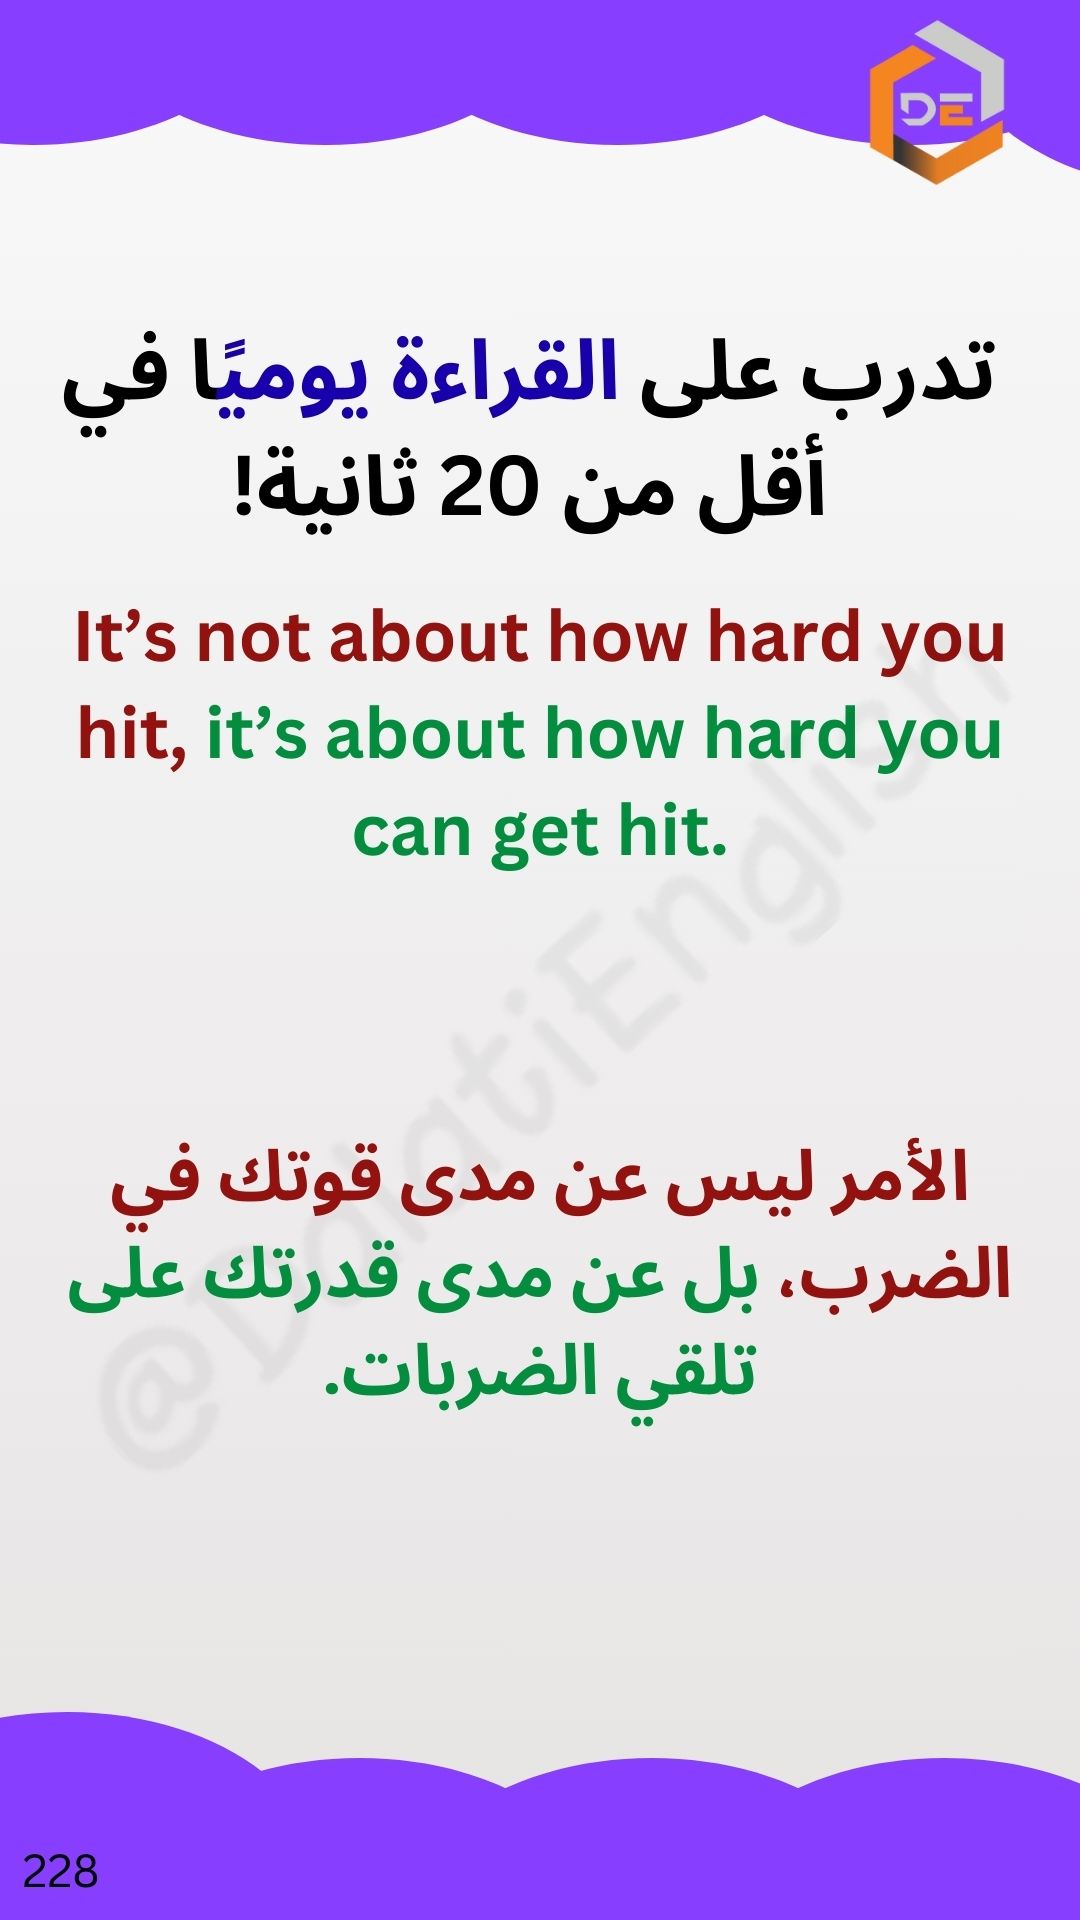 DE
تدرب على القراءة يوميًا في
أقل من 20 ثانية!
It’s not about how hard you
hit, it’s about how hard you
can get hit.
الأمر ليس عن مدى قوتك في
الضرب، بل عن مدى قدرتك على
تلقي الضربات.
@DalatiEnglish
228